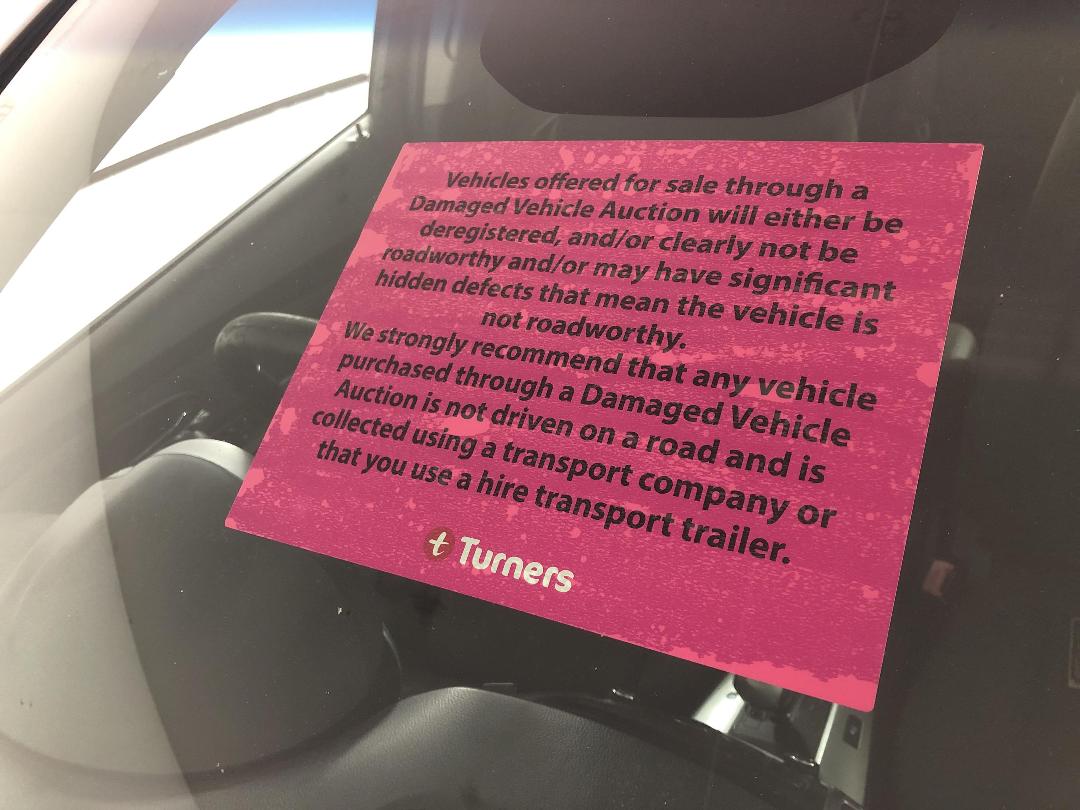 Vehicles offered for sale through a
Damaged Vehicle Auction will either be
deregistered, and/or clearly not be
roadworthy and/or may have significant
hidden defects that mean the vehicle is
not roadworthy.
We strongly recommend that any vehicle
purchased through a Damaged Vehicle
Auction is not driven on a road and is
collected using a transport company or
that you use a hire transport trailer.
t Turners